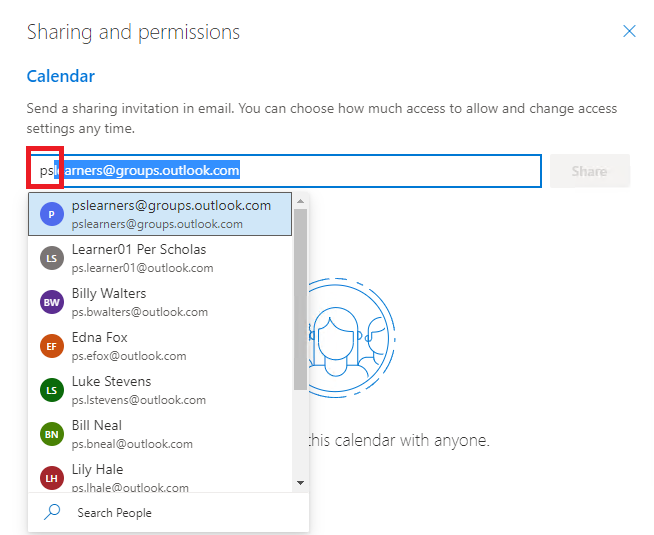 Sharing and permissions
Calendar
Send a sharing invitation in email. You can choose how much access to allow and change access
settings any time.
pslearners@groups.outlook.com
Share
P
pslearners@groups.outlook.com
pslearners@groups.outlook.com
LS
Learner01 Per Scholas
ps.learner01@outlook.com
BW
Billy Walters
ps.bwalters@outlook.com
EF
Edna Fox
ps.efox@outlook.com
LS
Luke Stevens
ps.lstevens@outlook.com
BN
Bill Neal
ps.bneal@outlook.com
this calendar with anyone.
LH
Lily Hale
ps.lhale@outlook.com
Search People